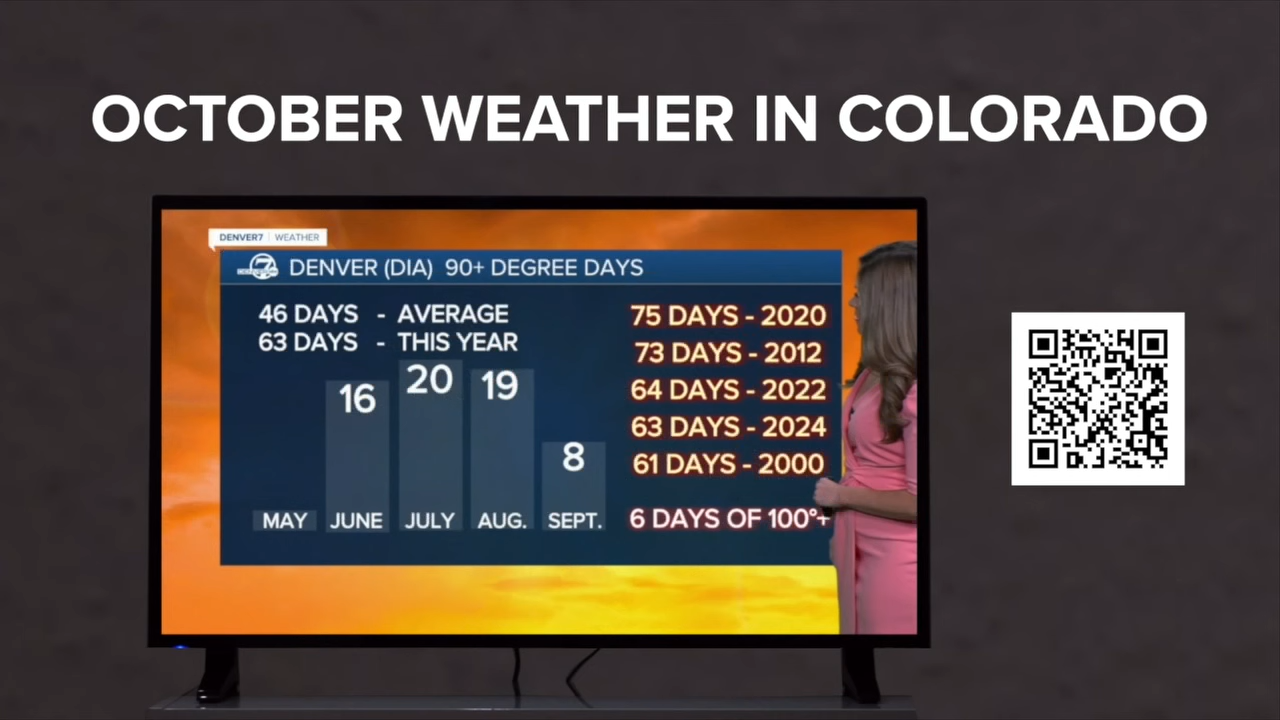 OCTOBER WEATHER IN COLORADO
DENVER7 | WEATHER
7 DENVER (DIA) 90+ DEGREE DAYS
46 DAYS - AVERAGE
63 DAYS - THIS YEAR
16
20
19
8
MAY
JUNE
JULY
AUG.
SEPT.
75 DAYS - 2020
73 DAYS - 2012
64 DAYS - 2022
63 DAYS - 2024
61 DAYS - 2000
6 DAYS OF 100°+